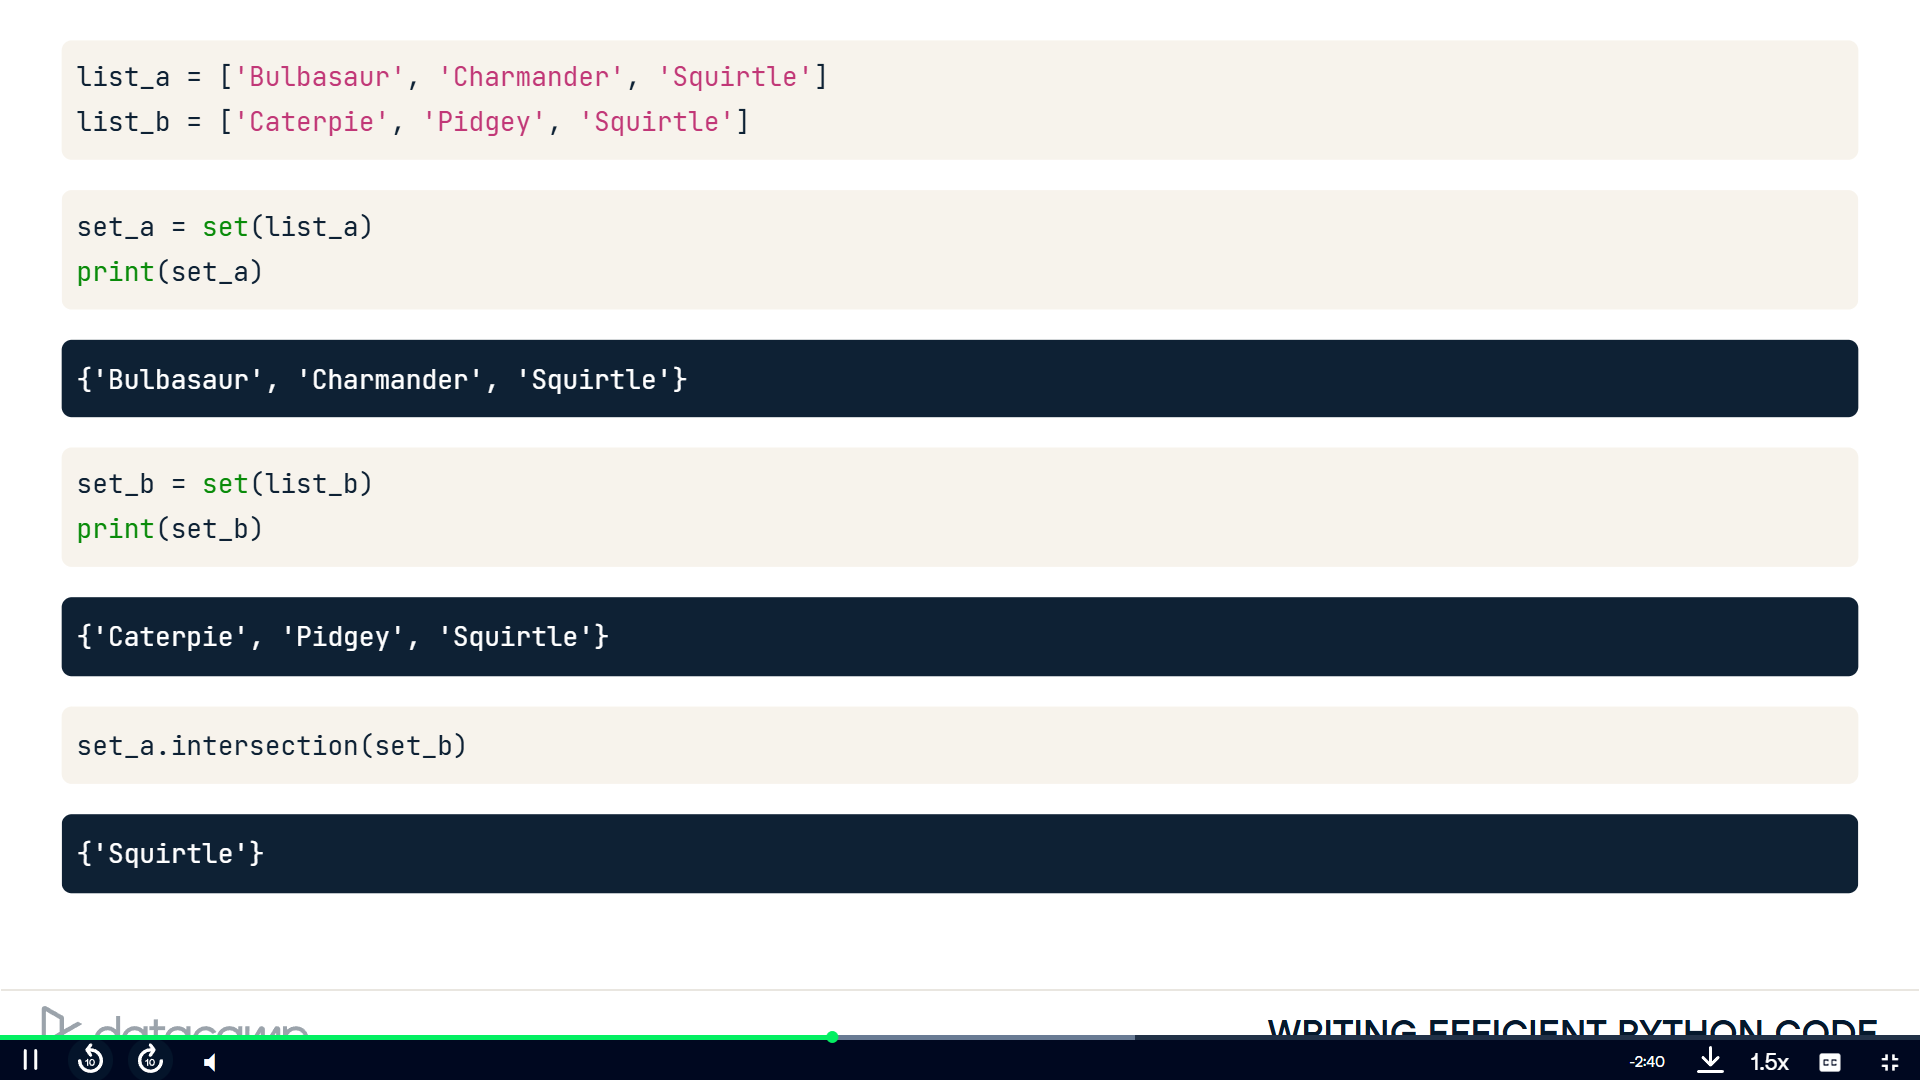 list_a = ['Bulbasaur', 'Charmander', 'Squirtle']
list_b = ['Caterpie', 'Pidgey', 'Squirtle']
set_a = set(list_a)
print(set_a)
{'Bulbasaur', 'Charmander', 'Squirtle'}
set_b = set(list_b)
print(set_b)
{'Caterpie', 'Pidgey', 'Squirtle'}
set_a.intersection(set_b)
{'Squirtle'}
datacamp
WRITING EFFICIENT PYTHON CODE
10
10
-2:40
1.5x
CC